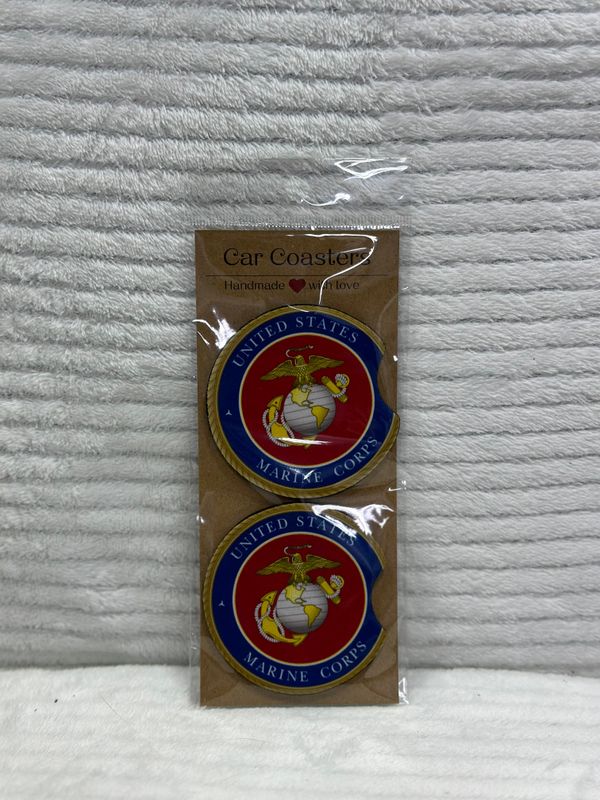 Car Coasters
Handmade with love
UNITED STATES
MARINE CORPS
UNITED STATES
MARINE CORPS